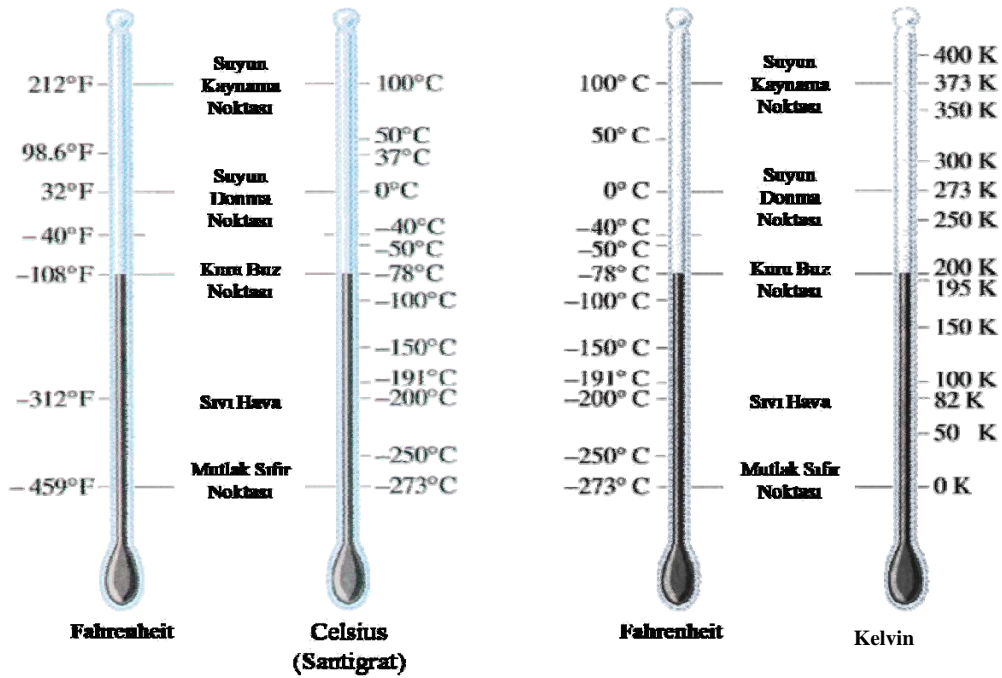 212°F
98.6°F
32°F
−40°F
−108°F
−312°F
−459°F
Fahrenheit
Suyun
Kaynama
Noktası
Suyun
Donma
Noktası
Kuru Buz
Noktası
Sıvı Hava
Mutlak Sıfır
Noktası
100°C
50°C
37°C
0°C
−40°C
−50°C
−78°C
−100°C
−150°C
−191°C
−200°C
−250°C
−273°C
Celsius
(Santigrat)
100° C
50° C
0° C
−40° C
−50° C
−78° C
−100° C
−150° C
−191° C
−200° C
−250° C
−273° C
Fahrenheit
Suyun
Kaynama
Noktası
Suyun
Donma
Noktası
Kuru Buz
Noktası
Sıvı Hava
Mutlak Sıfır
Noktası
400 K
373 K
350 K
300 K
273 K
250 K
200 K
195 K
150 K
100 K
82 K
50 K
0 K
Kelvin